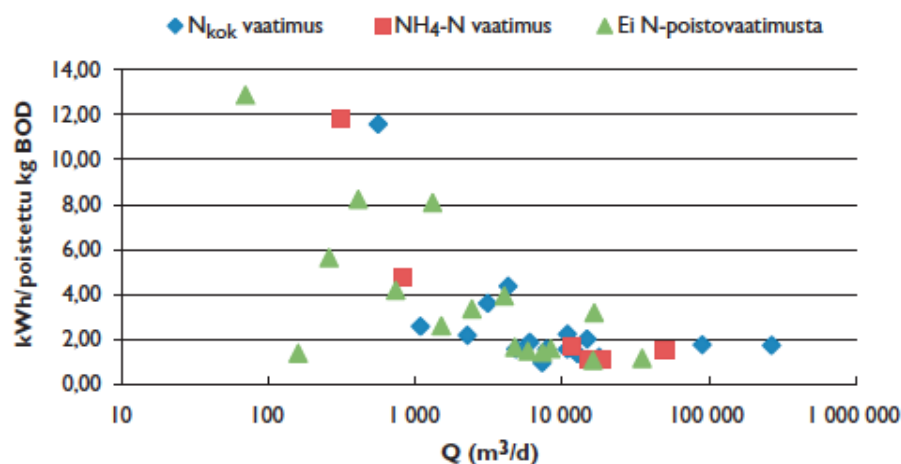 N_kok vaatimus NH4-N vaatimus Ei N-poistovaatimusta
kWh/poistettu kg BOD
14,00
12,00
10,00
8,00
6,00
4,00
2,00
0,00
10 100 1 000 10 000 100 000 1 000 000
Q (m³/d)